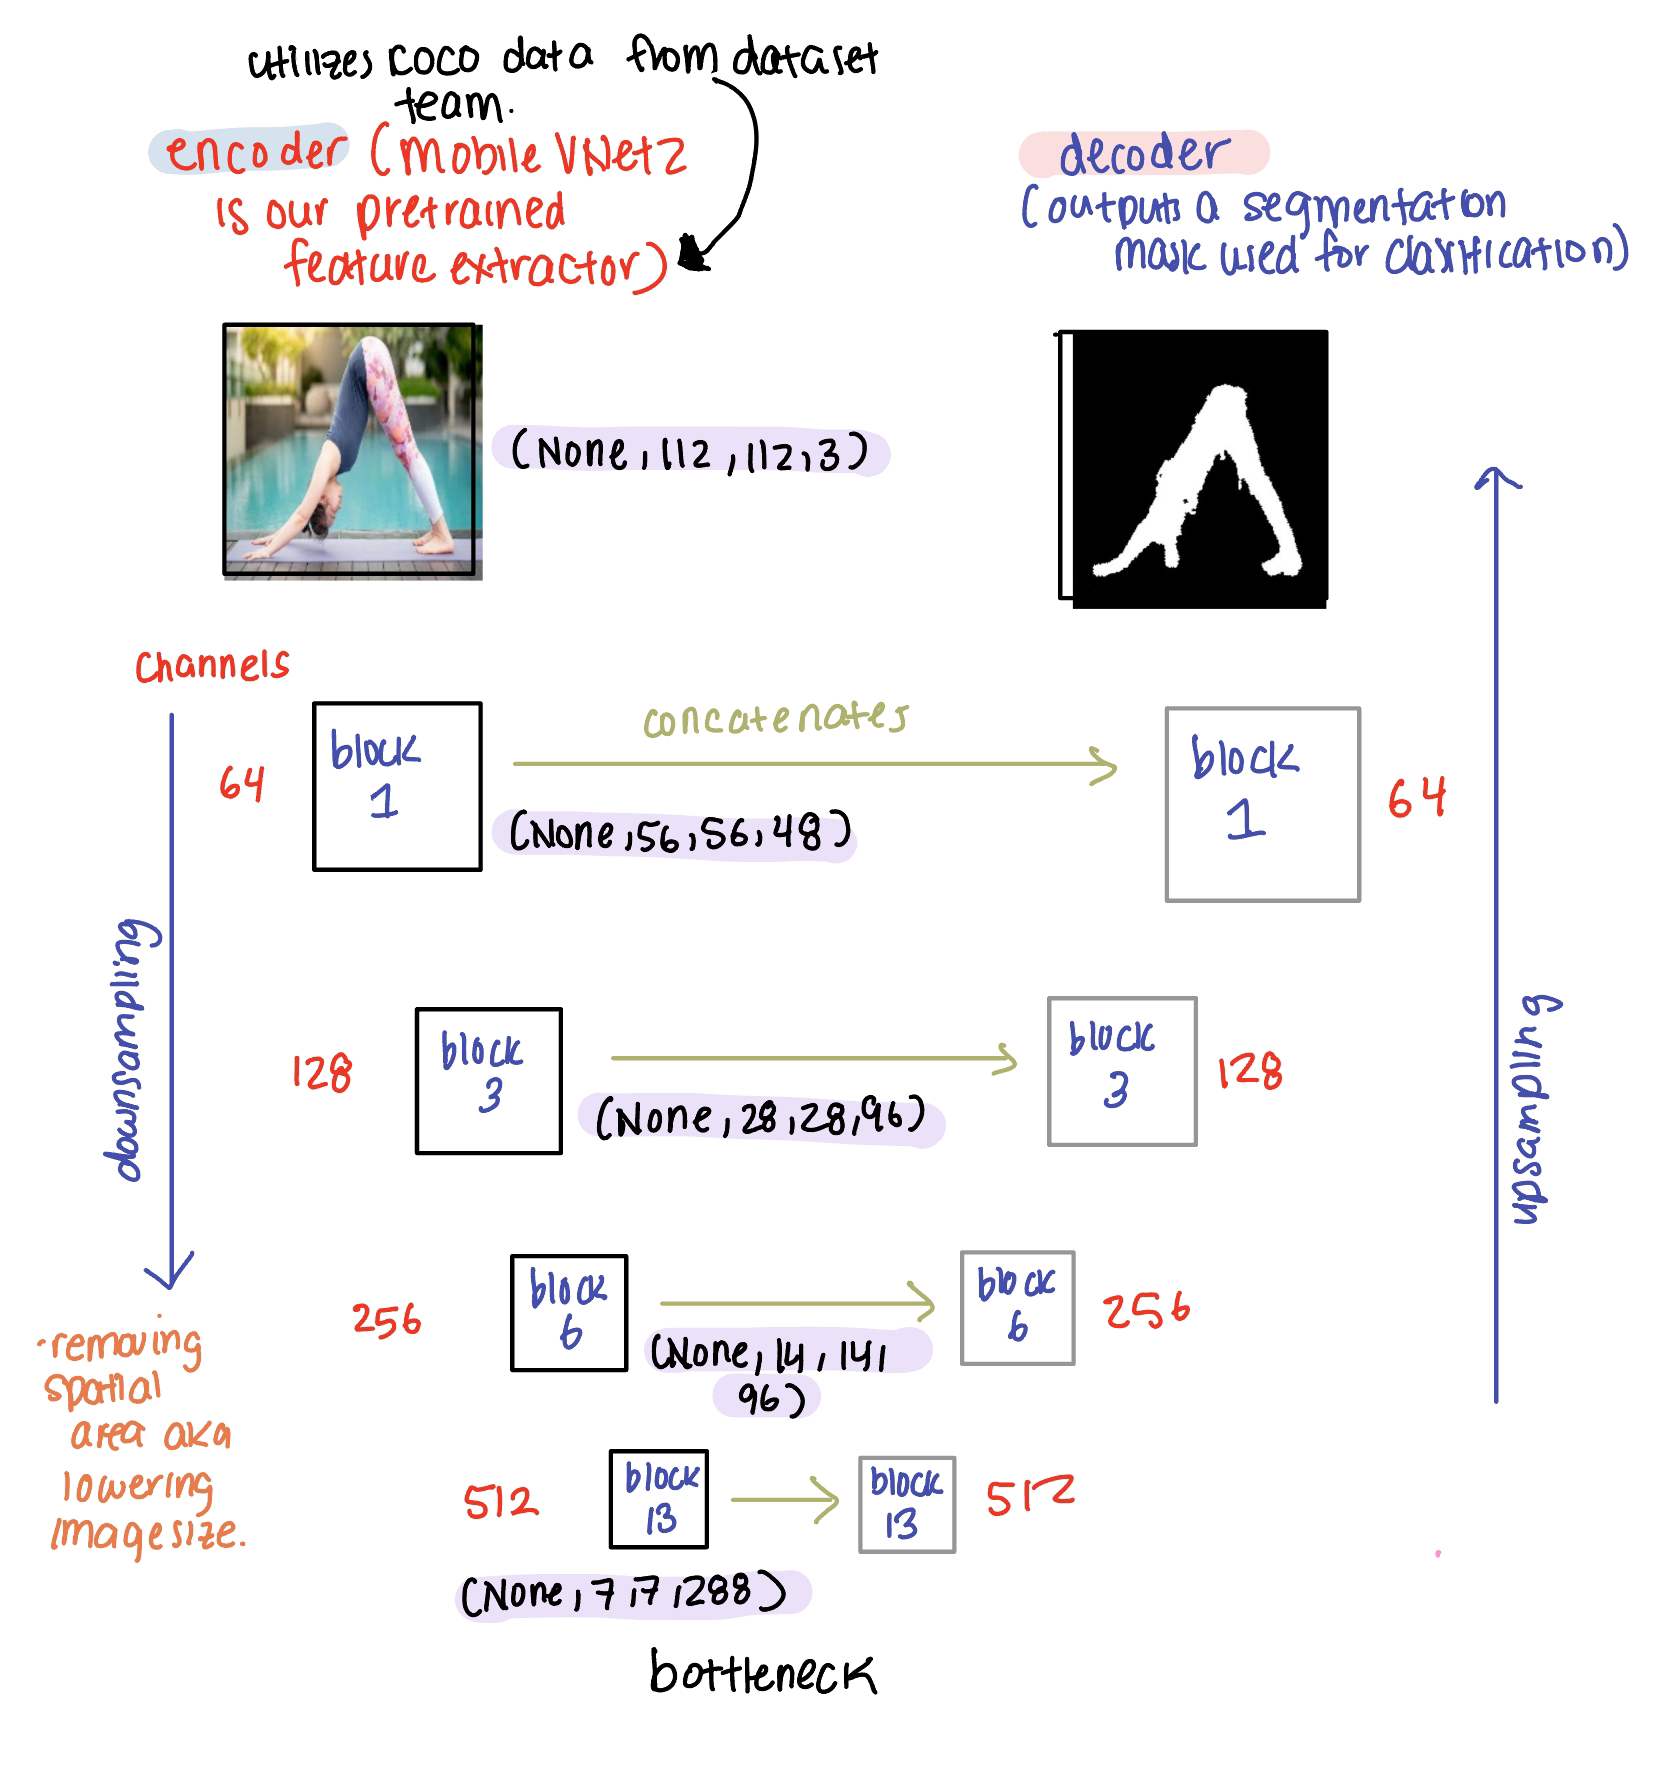 utilizes coco data from dataset
team.
encoder (Mobile VNet2
is our pretrained
feature extractor)
decoder
(outputs a segmentation
mask used for classification)
(None, 112, 112, 3)
Channels
concatenates
block
1
block
1
64
64
(None, 56, 56, 48)
downsampling
upsampling
block
3
block
3
128
128
(None, 28, 28, 96)
block
6
block
6
256
256
(None, 14, 14,
96)
-removing
spatial
area aka
lowering
image size.
block
13
block
13
512
512
(None, 7, 7, 288)
bottleneck